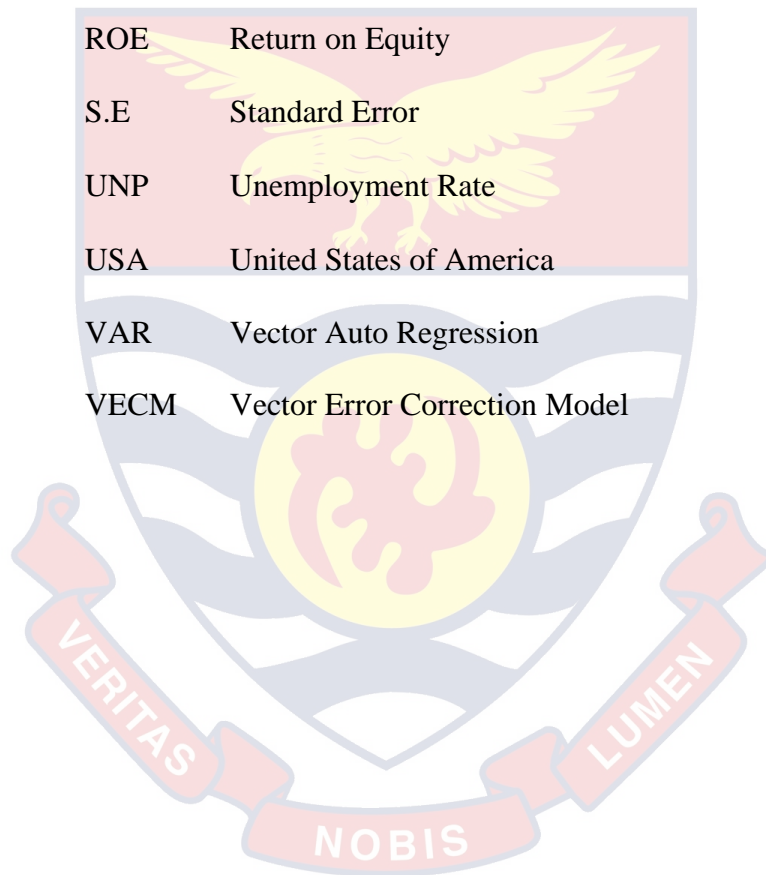 ROE Return on Equity
S.E Standard Error
UNP Unemployment Rate
USA United States of America
VAR Vector Auto Regression
VECM Vector Error Correction Model
VERITAS
NOBIS
LUMEN